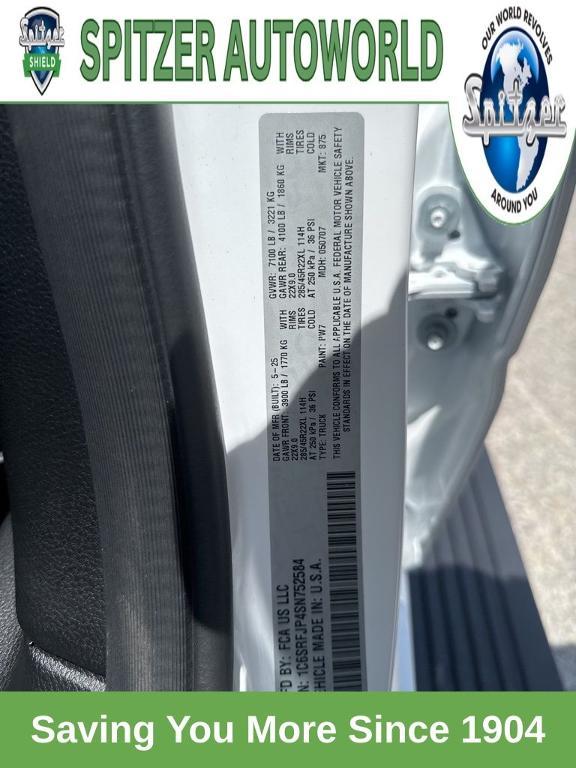 Spitzer
SHIELD
SPITZER AUTOWORLD
OUR WORLD REVOLVES
Spitzer
AROUND YOU
FD BY: FCA US LLC
N: 1C6SRFJP4SN752584
EHICLE MADE IN: U.S.A.
DATE OF MFR (BUILT): 5-25 GVWR: 7100 LB / 3221 KG
GAWR FRONT: 3900 LB / 1770 KG WITH GAWR REAR: 4100 LB / 1860 KG WITH
22X9.0 RIMS 22X9.0 RIMS
285/45R22XL 114H TIRES 285/45R22XL 114H TIRES
AT 250 kPa / 36 PSI COLD AT 250 kPa / 36 PSI COLD
TYPE: TRUCK PAINT: PW7 MDH: 050707 MKT: 875
THIS VEHICLE CONFORMS TO ALL APPLICABLE U.S.A. FEDERAL MOTOR VEHICLE SAFETY
STANDARDS IN EFFECT ON THE DATE OF MANUFACTURE SHOWN ABOVE.
Saving You More Since 1904